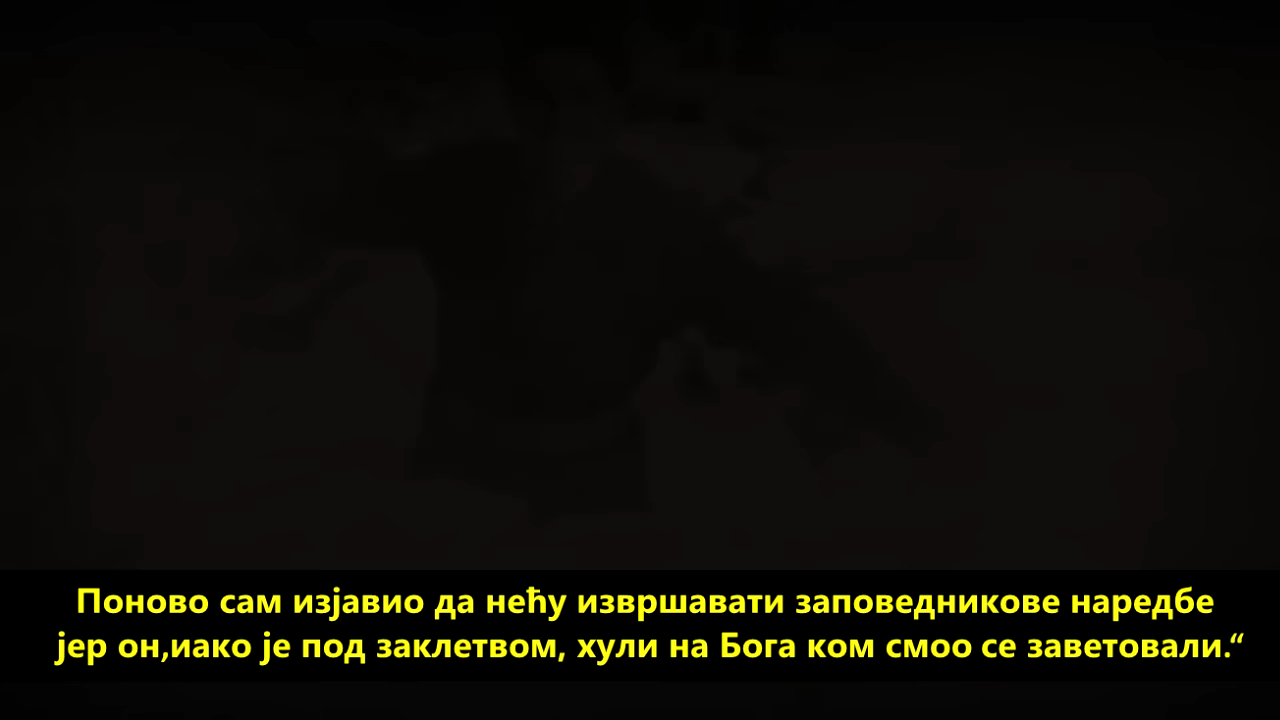 Поново сам изјавио да нећу извршавати заповедникове наредбе
јер он,иако је под заклетвом, хули на Бога ком смоо се заветовали.“